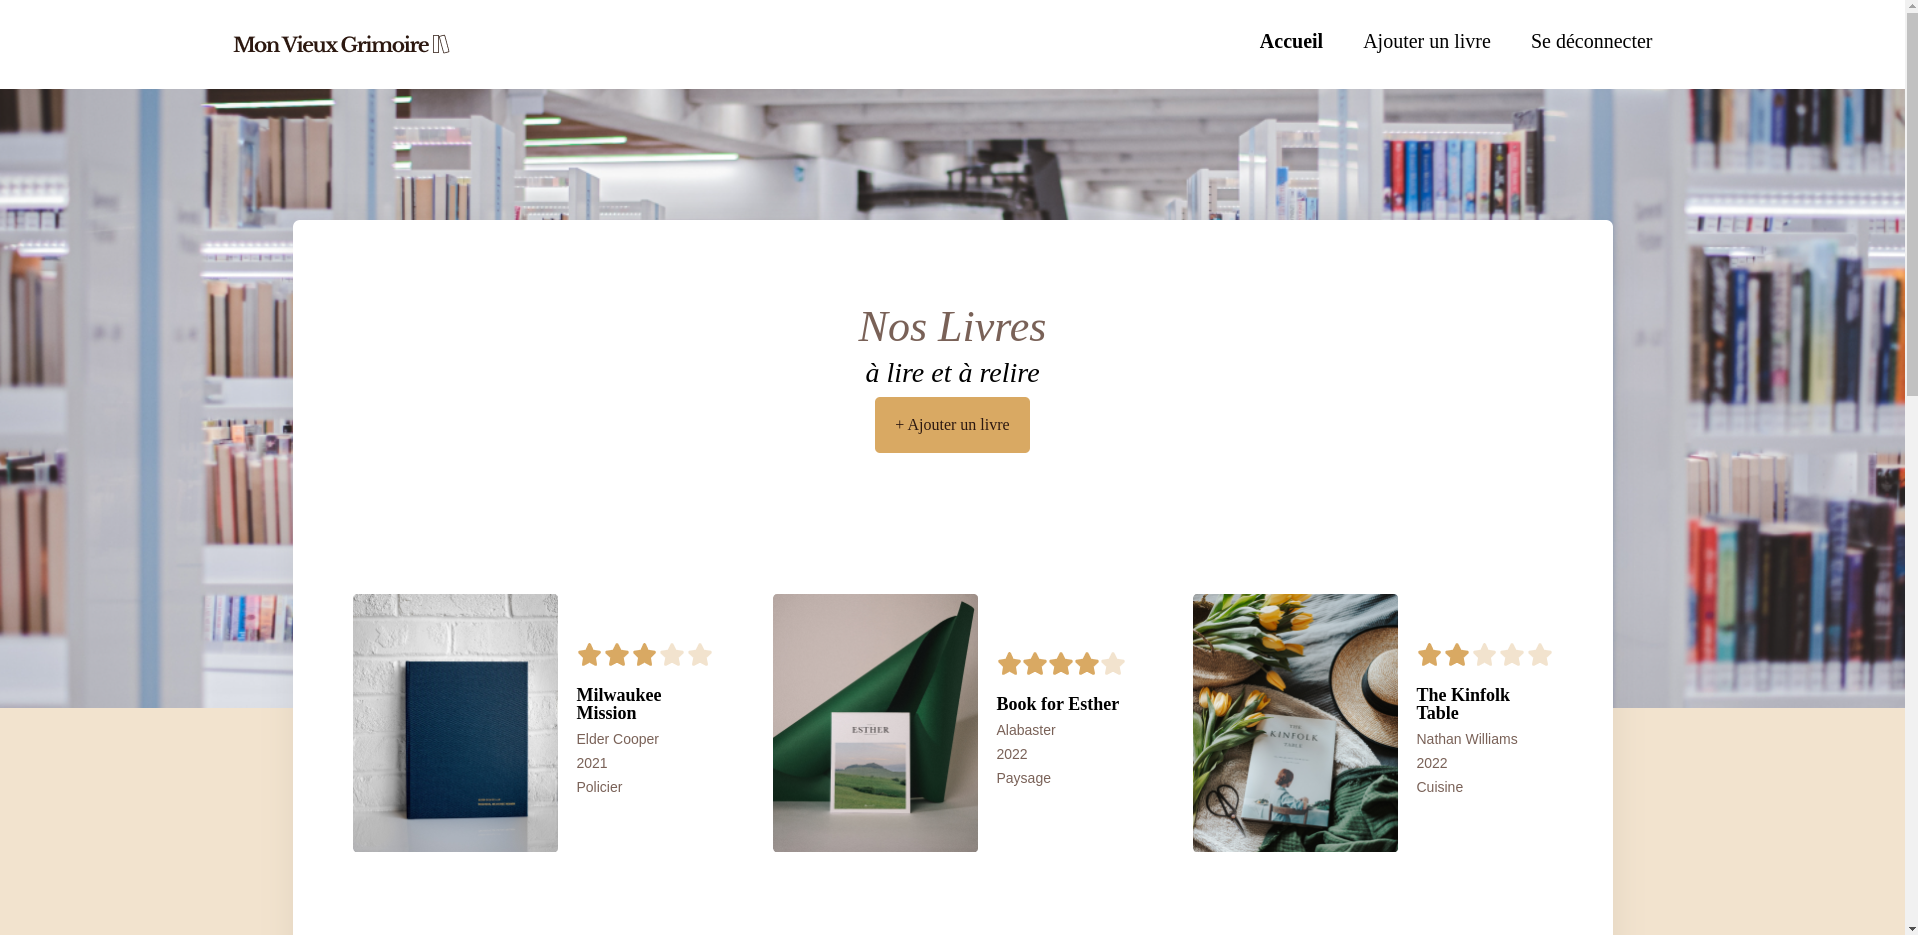 Mon Vieux Grimoire
Accueil
Ajouter un livre
Se déconnecter
Nos Livres
à lire et à relire
+ Ajouter un livre
Milwaukee
Mission
Elder Cooper
2021
Policier
ESTHER
Book for Esther
Alabaster
2022
Paysage
THE
KINFOLK
TABLE
The Kinfolk
Table
Nathan Williams
2022
Cuisine